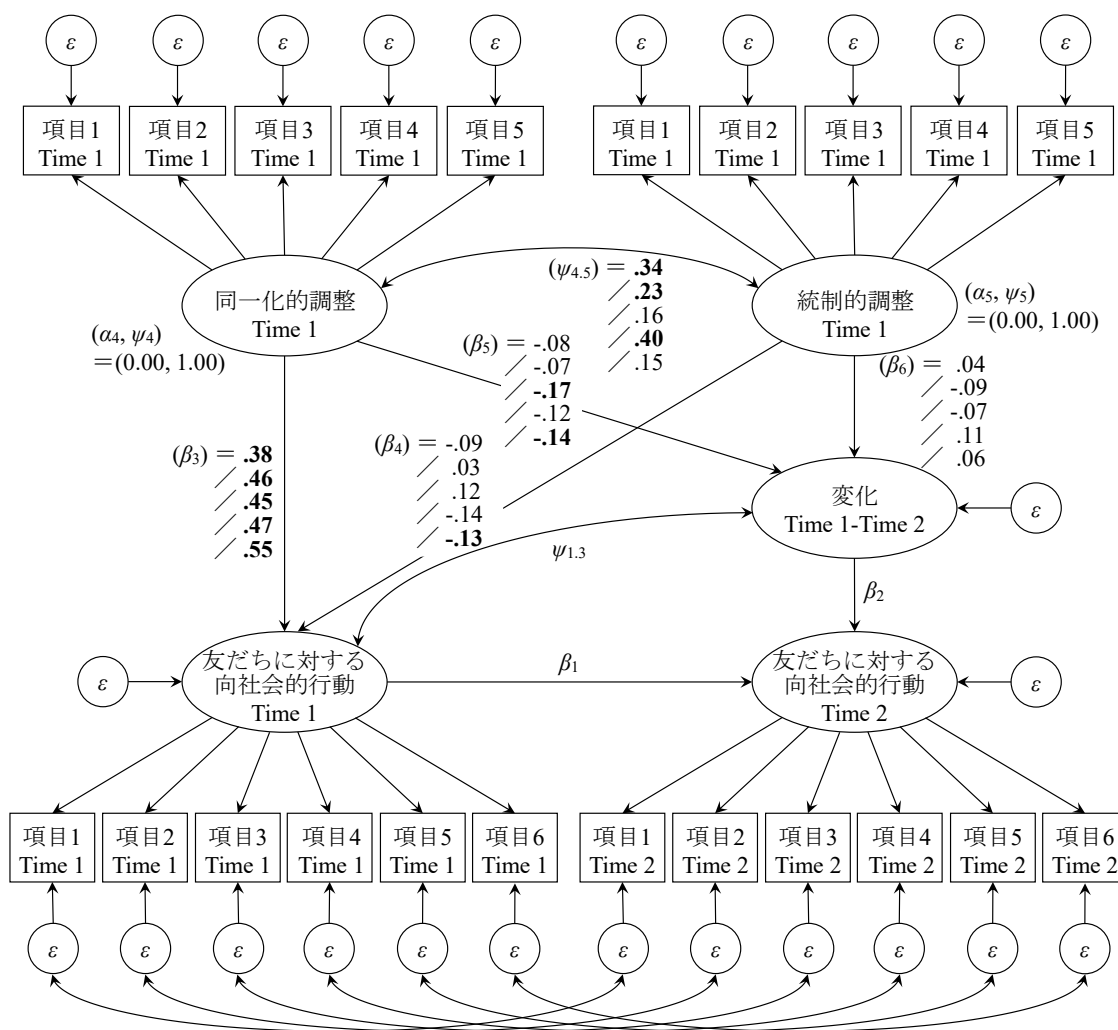 ε ε ε ε ε ε ε ε ε ε
項目1 項目2 項目3 項目4 項目5 項目1 項目2 項目3 項目4 項目5
Time 1 Time 1 Time 1 Time 1 Time 1 Time 1 Time 1 Time 1 Time 1 Time 1
同一化的調整
Time 1
(α4, ψ4)
=(0.00, 1.00)
(ψ4.5) = .34
/ .23
/ .16
/ .40
/ .15
統制的調整
Time 1
(α5, ψ5)
=(0.00, 1.00)
(β5) = -.08
/ -.07
/ -.17
/ -.12
/ -.14
(β6) = .04
/ -.09
/ -.07
/ .11
/ .06
(β3) = .38
/ .46
/ .45
/ .47
/ .55
(β4) = -.09
/ .03
/ .12
/ -.14
/ -.13
変化
Time 1-Time 2
ε
ψ1.3
β2
ε
友だちに対する
向社会的行動
Time 1
β1
友だちに対する
向社会的行動
Time 2
ε
項目1 項目2 項目3 項目4 項目5 項目6 項目1 項目2 項目3 項目4 項目5 項目6
Time 1 Time 1 Time 1 Time 1 Time 1 Time 1 Time 2 Time 2 Time 2 Time 2 Time 2 Time 2
ε ε ε ε ε ε ε ε ε ε ε ε